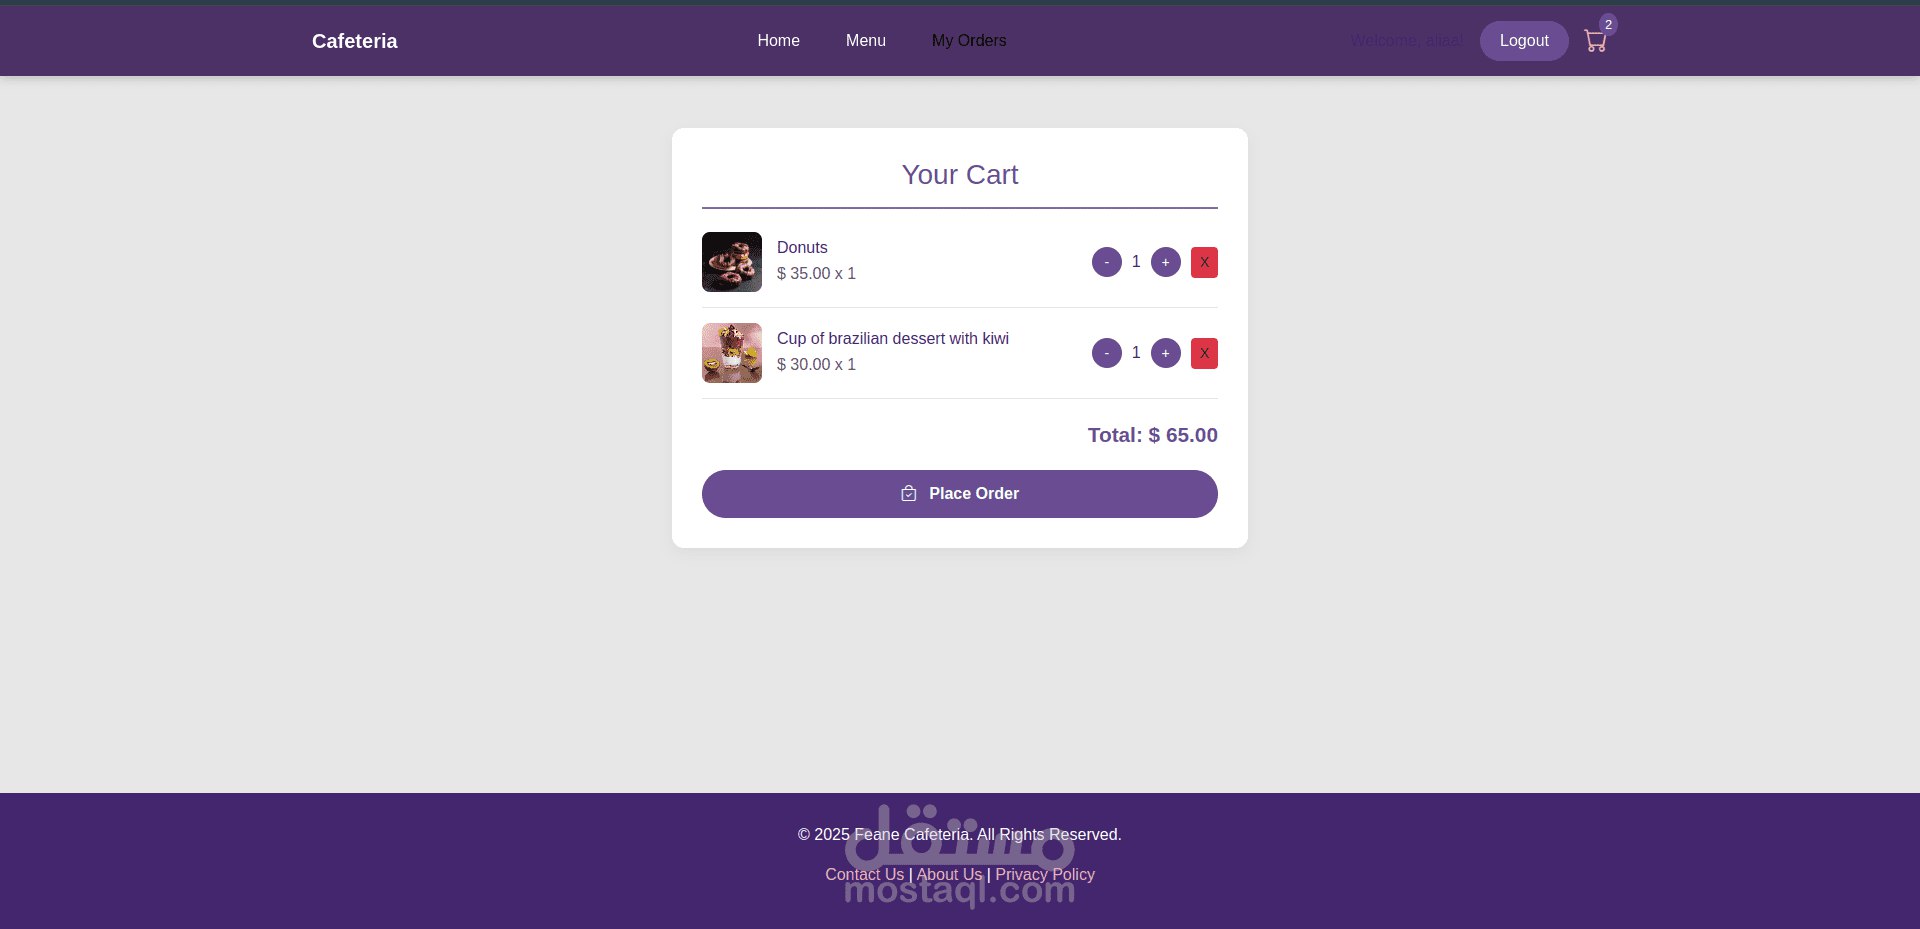 Cafeteria
Home Menu My Orders
Welcome, aliaa!
Logout
2
Your Cart
Donuts
$ 35.00 x 1
- 1 + X
Cup of brazilian dessert with kiwi
$ 30.00 x 1
- 1 + X
Total: $ 65.00
Place Order
© 2025 Feane Cafeteria. All Rights Reserved.
Contact Us | About Us | Privacy Policy
مستقل
mostaql.com